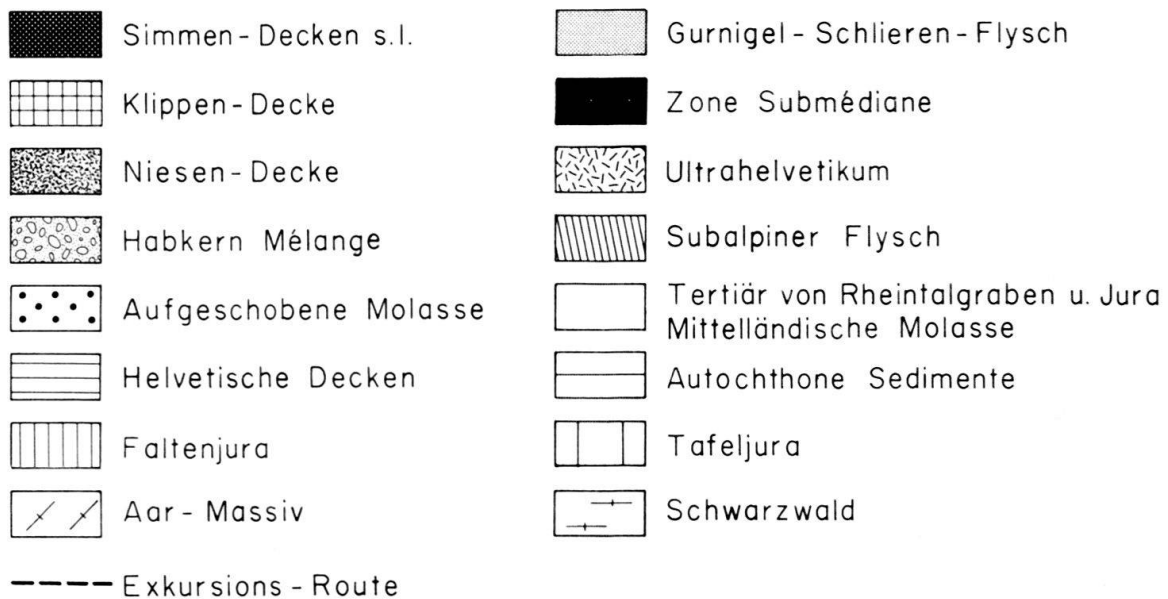 Simmen-Decken s.l.
Klippen-Decke
Niesen-Decke
Habkern Mélange
Aufgeschobene Molasse
Helvetische Decken
Faltenjura
Aar-Massiv
Exkursions-Route
Gurnigel-Schlieren-Flysch
Zone Submédiane
Ultrahelvetikum
Subalpiner Flysch
Tertiär von Rheintalgraben u. Jura
Mittelländische Molasse
Autochthone Sedimente
Tafeljura
Schwarzwald